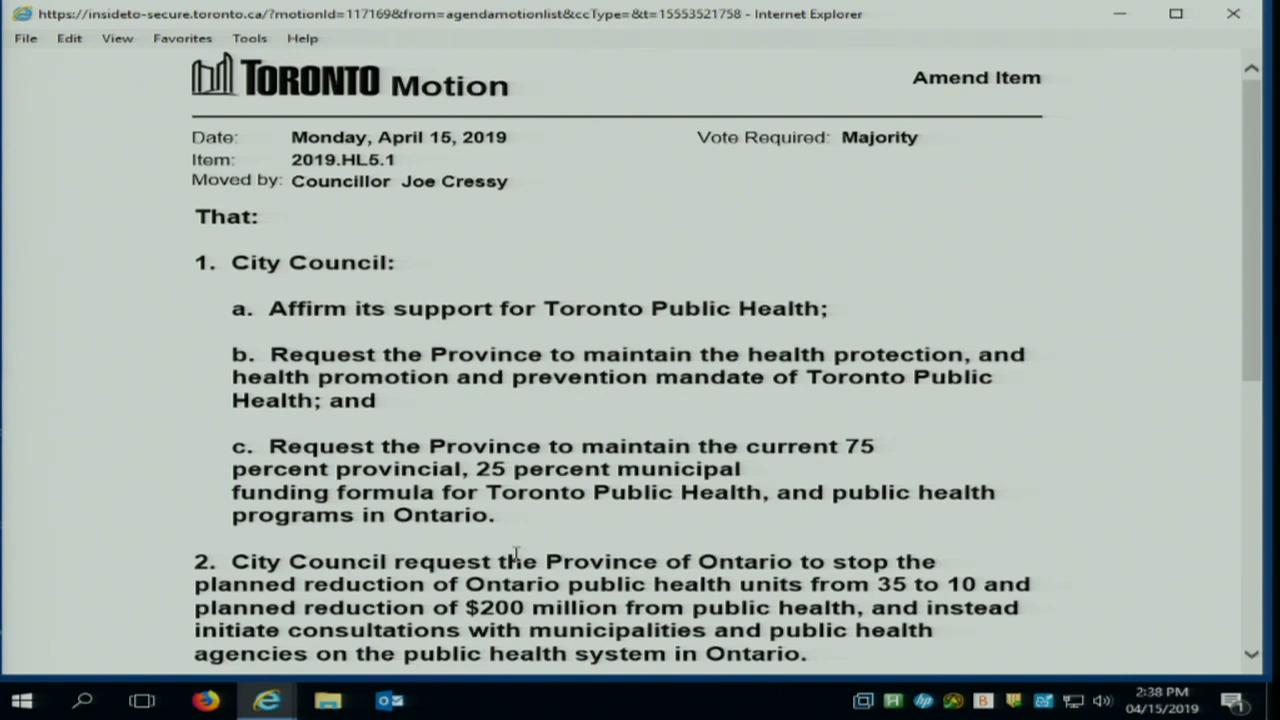 https://insideto-secure.toronto.ca/?motionId=117169&from=agendamotionlist&ccType=&t=15553521758 - Internet Explorer
File Edit View Favorites Tools Help
TORONTO Motion
Amend Item
Date: Monday, April 15, 2019
Vote Required: Majority
Item: 2019.HL5.1
Moved by: Councillor Joe Cressy
That:
1. City Council:
a. Affirm its support for Toronto Public Health;
b. Request the Province to maintain the health protection, and
health promotion and prevention mandate of Toronto Public
Health; and
c. Request the Province to maintain the current 75
percent provincial, 25 percent municipal
funding formula for Toronto Public Health, and public health
programs in Ontario.
2. City Council request the Province of Ontario to stop the
planned reduction of Ontario public health units from 35 to 10 and
planned reduction of $200 million from public health, and instead
initiate consultations with municipalities and public health
agencies on the public health system in Ontario.
2:38 PM
04/15/2019